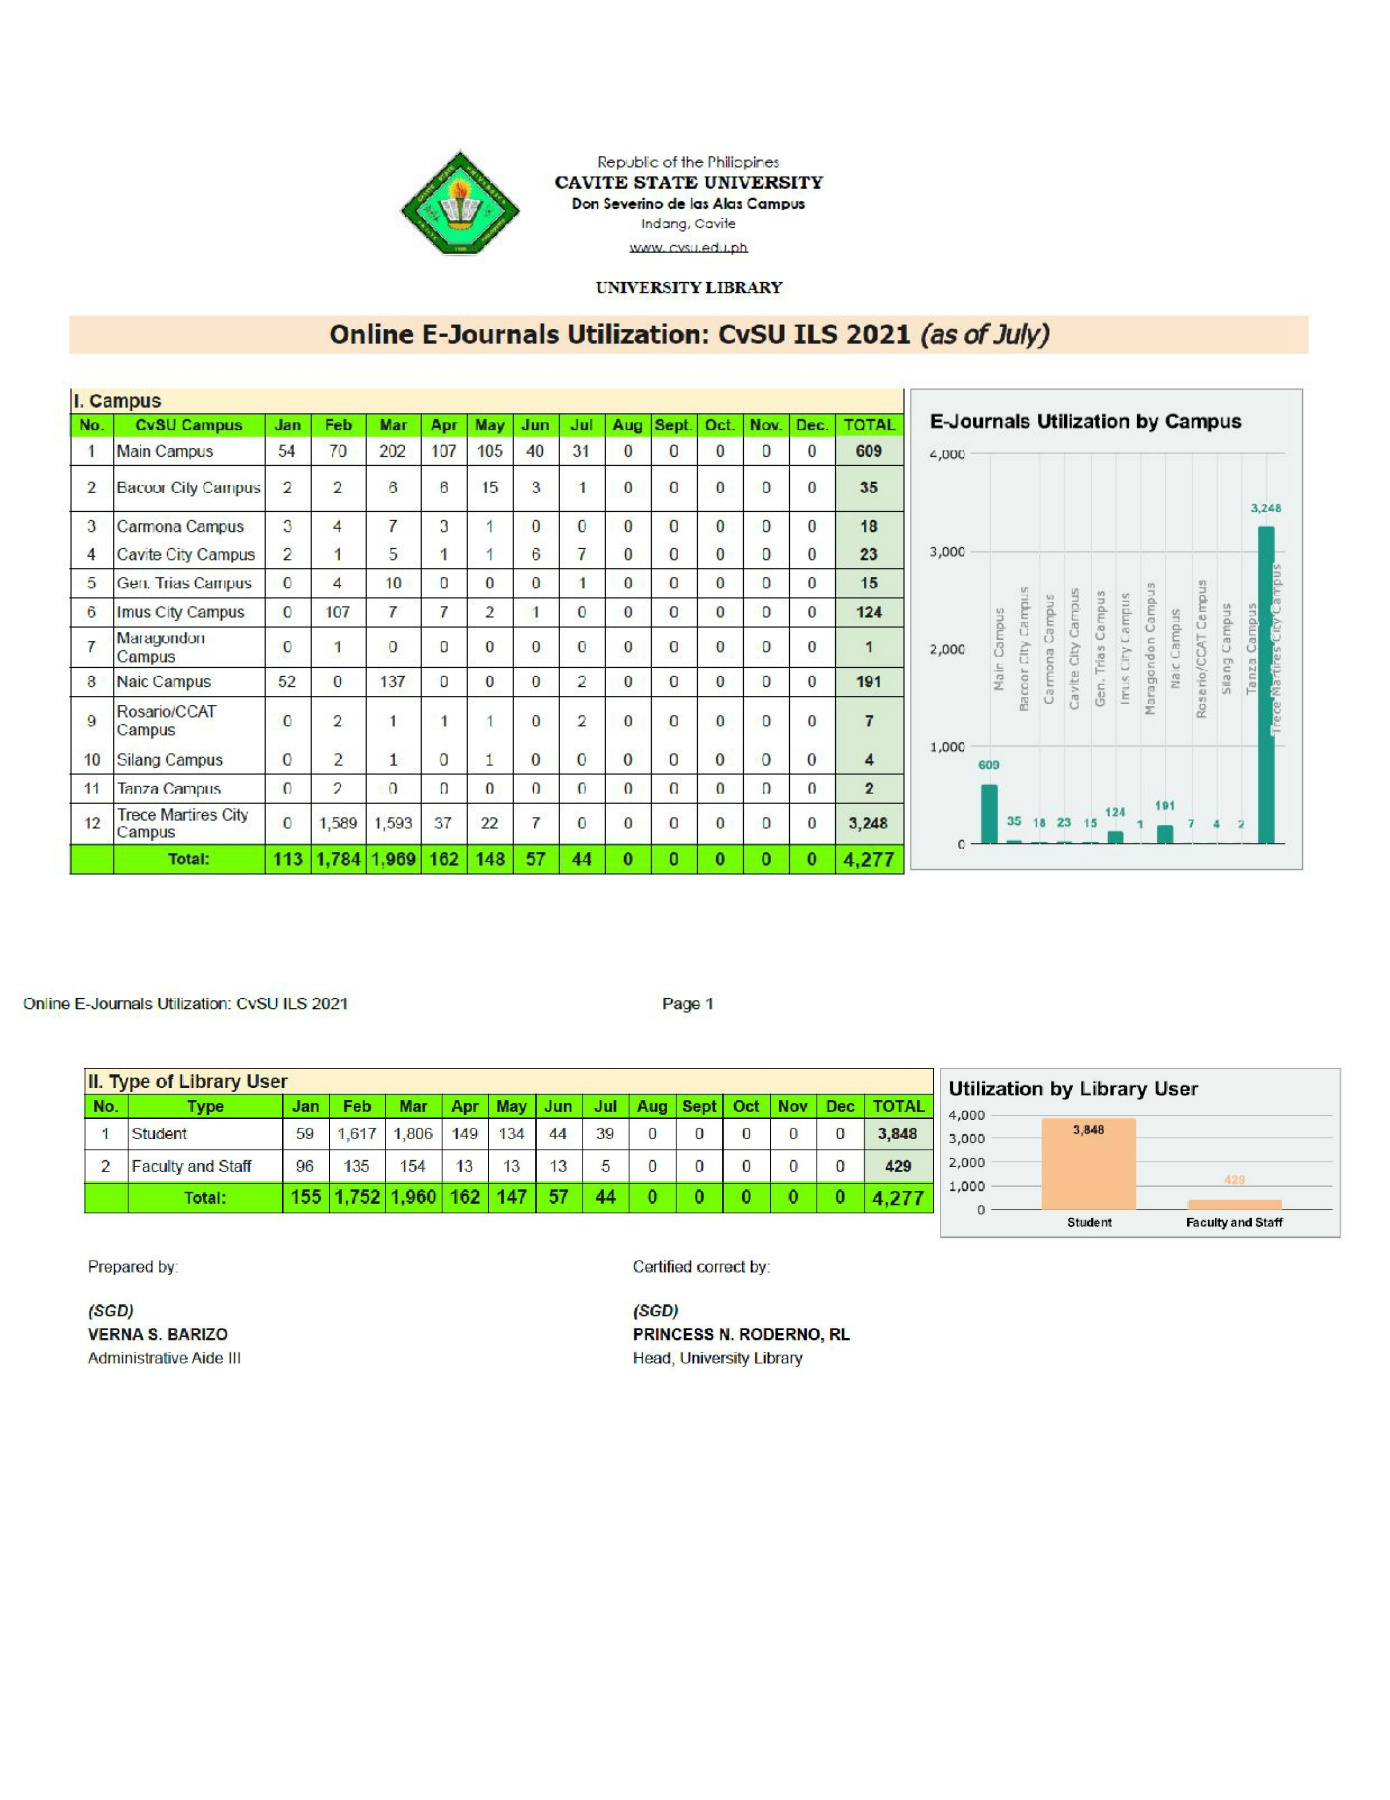 Republic of the Philippines
CAVITE STATE UNIVERSITY
Don Severino de las Alas Campus
Indang, Cavite
www. cvsu.edu.ph
UNIVERSITY LIBRARY
Online E-Journals Utilization: CvSU ILS 2021 (as of July)
I. Campus
No. CvSU Campus Jan Feb Mar Apr May Jun Jul Aug Sept. Oct. Nov. Dec. TOTAL
1 Main Campus 54 70 202 107 105 40 31 0 0 0 0 0 609
2 Bacoor City Campus 2 2 6 6 15 3 1 0 0 0 0 0 35
3 Carmona Campus 3 4 7 3 1 0 0 0 0 0 0 0 18
4 Cavite City Campus 2 1 5 1 1 6 7 0 0 0 0 0 23
5 Gen. Trias Campus 0 4 10 0 0 0 1 0 0 0 0 0 15
6 Imus City Campus 0 107 7 7 2 1 0 0 0 0 0 0 124
7 Maragondon Campus 0 1 0 0 0 0 0 0 0 0 0 0 1
8 Naic Campus 52 0 137 0 0 0 2 0 0 0 0 0 191
9 Rosario/CCAT Campus 0 2 1 1 1 0 2 0 0 0 0 0 7
10 Silang Campus 0 2 1 0 1 0 0 0 0 0 0 0 4
11 Tanza Campus 0 2 0 0 0 0 0 0 0 0 0 0 2
12 Trece Martires City Campus 0 1,589 1,593 37 22 7 0 0 0 0 0 0 3,248
Total: 113 1,784 1,969 162 148 57 44 0 0 0 0 0 4,277
E-Journals Utilization by Campus
4,000
3,000
2,000
1,000
0
609
35
18
23
15
124
1
191
7
4
2
3,248
Main Campus
Bacoor City Campus
Carmona Campus
Cavite City Campus
Gen. Trias Campus
Imus City Campus
Maragondon Campus
Naic Campus
Rosario/CCAT Campus
Silang Campus
Tanza Campus
Trece Martires City Campus
Online E-Journals Utilization: CvSU ILS 2021 Page 1
II. Type of Library User
No. Type Jan Feb Mar Apr May Jun Jul Aug Sept Oct Nov Dec TOTAL
1 Student 59 1,617 1,806 149 134 44 39 0 0 0 0 0 3,848
2 Faculty and Staff 96 135 154 13 13 13 5 0 0 0 0 0 429
Total: 155 1,752 1,960 162 147 57 44 0 0 0 0 0 4,277
Utilization by Library User
4,000
3,000
2,000
1,000
0
3,848
429
Student Faculty and Staff
Prepared by: Certified correct by:
(SGD) (SGD)
VERNA S. BARIZO PRINCESS N. RODERNO, RL
Administrative Aide III Head, University Library